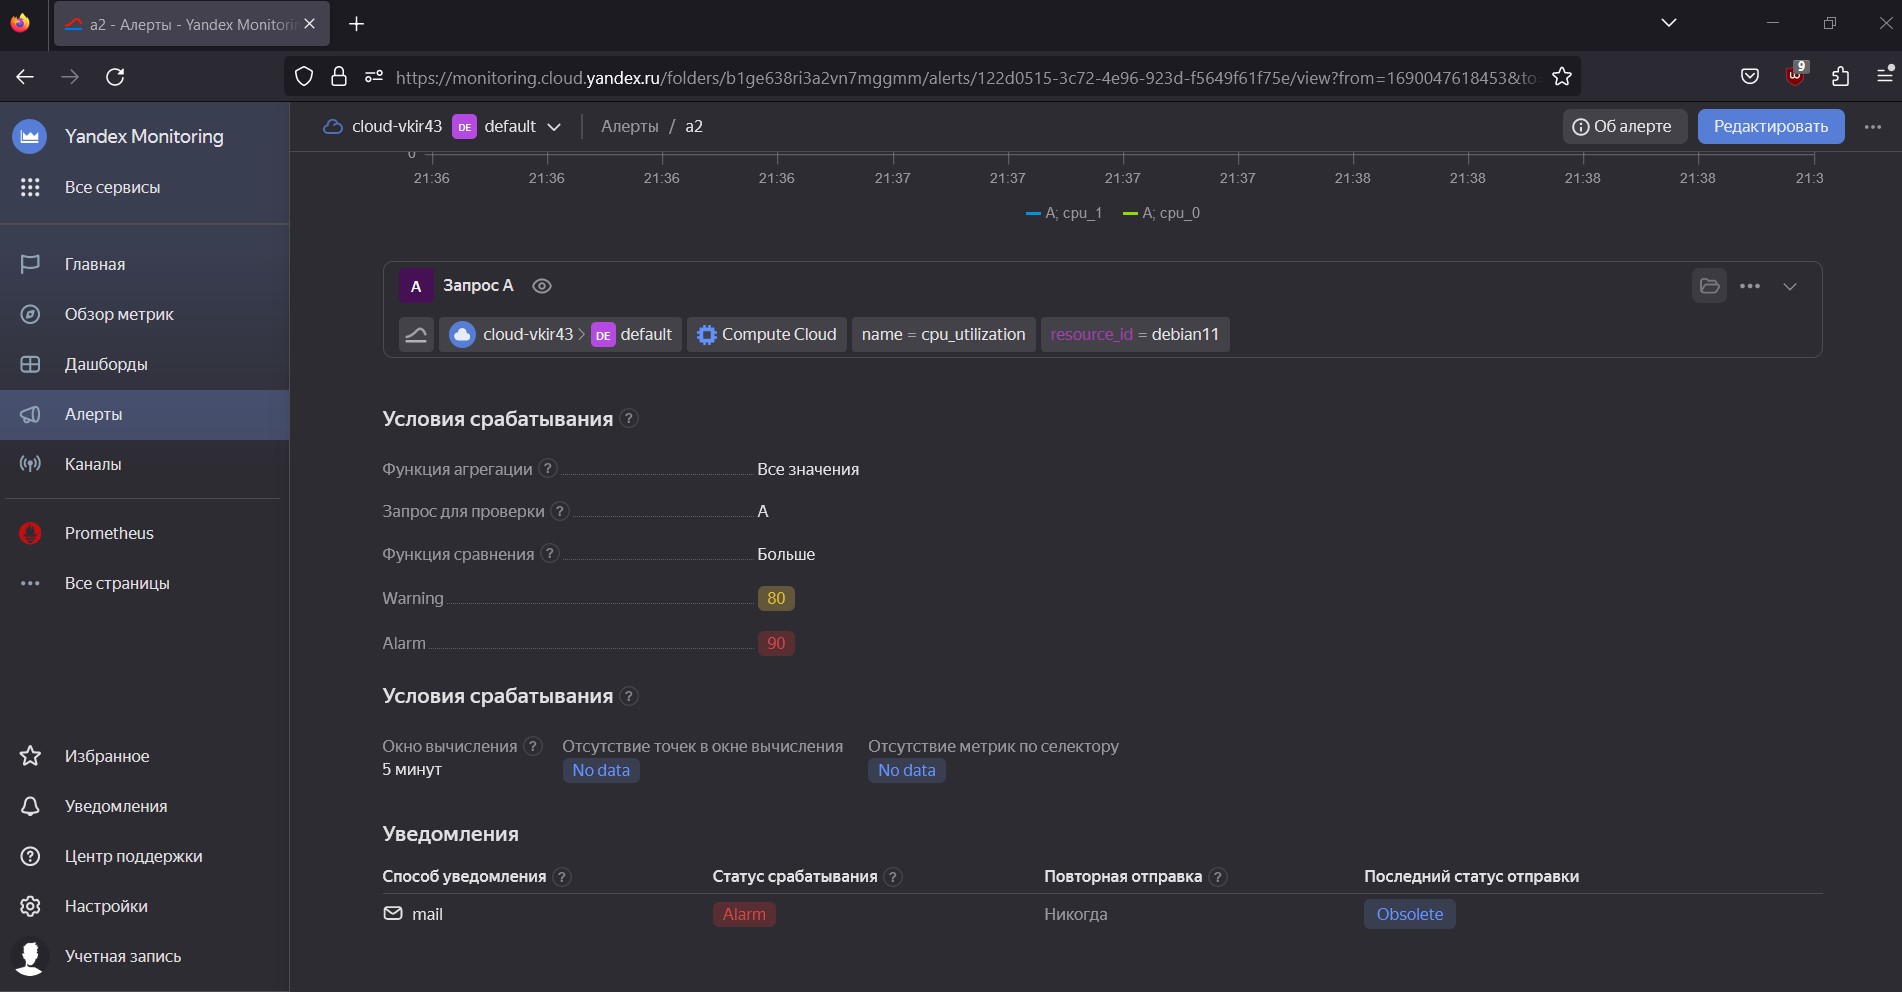 a2 - Алерты - Yandex Monitorin
https://monitoring.cloud.yandex.ru/folders/b1ge638ri3a2vn7mggmm/alerts/122d0515-3c72-4e96-923d-f5649f61f75e/view?from=1690047618453&to=
9
Yandex Monitoring
Все сервисы
Главная
Обзор метрик
Дашборды
Алерты
Каналы
Prometheus
Все страницы
Избранное
Уведомления
Центр поддержки
Настройки
Учетная запись
cloud-vkir43 DE default Алерты / a2
Об алерте Редактировать
0
21:36 21:36 21:36 21:36 21:37 21:37 21:37 21:37 21:38 21:38 21:38 21:38 21:3
A; cpu_1 A; cpu_0
A Запрос A
cloud-vkir43 > DE default Compute Cloud name = cpu_utilization resource_id = debian11
Условия срабатывания ?
Функция агрегации ? Все значения
Запрос для проверки ? A
Функция сравнения ? Больше
Warning 80
Alarm 90
Условия срабатывания ?
Окно вычисления ? Отсутствие точек в окне вычисления Отсутствие метрик по селектору
5 минут No data No data
Уведомления
Способ уведомления ? Статус срабатывания ? Повторная отправка ? Последний статус отправки
mail Alarm Никогда Obsolete